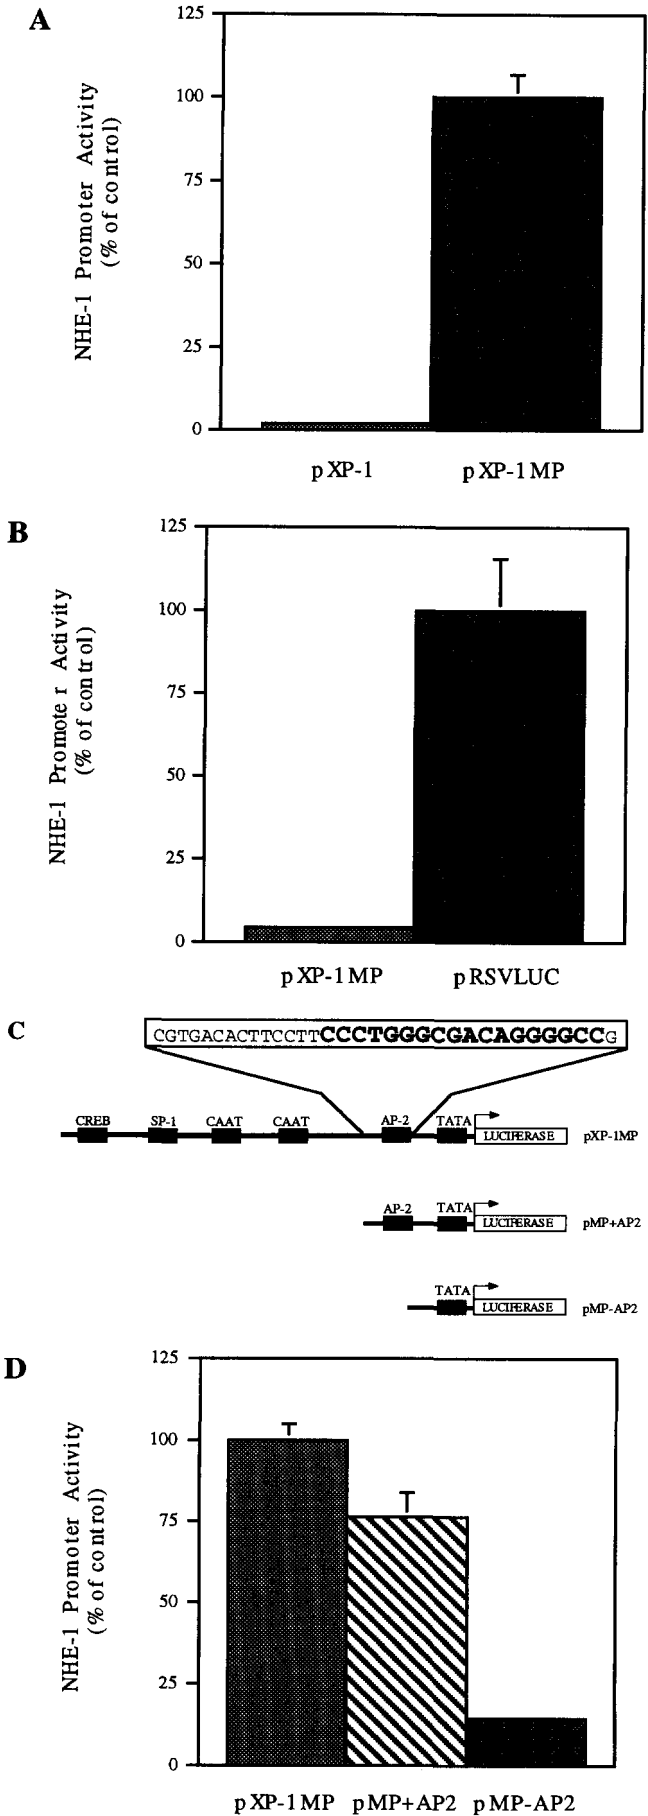 A
NHE-1 Promoter Activity
(% of control)
125
100
75
50
25
0
pXP-1
pXP-1MP
B
NHE-1 Promoter Activity
(% of control)
125
100
75
50
25
0
pXP-1MP
pRSVLUC
C
CGTGACACTTCCTTCCCTGGGCGACAGGGGCCG
CREB
SP-1
CAAT
CAAT
AP-2
TATA
LUCIFERASE
pXP-1MP
AP-2
TATA
LUCIFERASE
pMP+AP2
TATA
LUCIFERASE
pMP-AP2
D
NHE-1 Promoter Activity
(% of control)
125
100
75
50
25
0
pXP-1MP
pMP+AP2
pMP-AP2